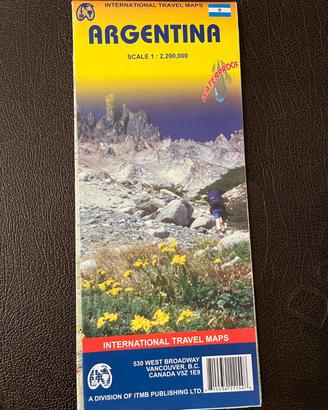 INTERNATIONAL TRAVEL MAPS
ARGENTINA
SCALE 1 : 2,200,000
WATERPROOF
INTERNATIONAL TRAVEL MAPS
530 WEST BROADWAY
VANCOUVER, B.C.
CANADA V5Z 1E9
A DIVISION OF ITMB PUBLISHING LTD.